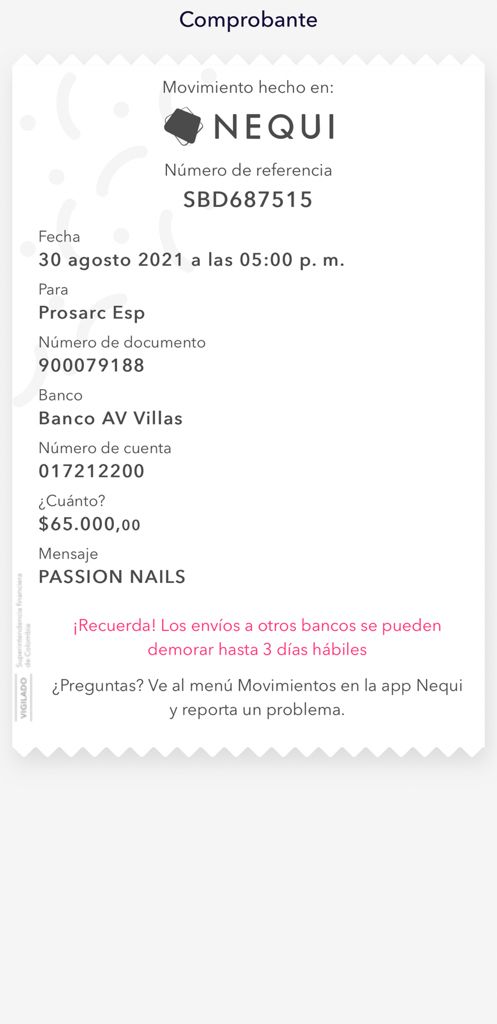 Comprobante
Movimiento hecho en:
NEQUI
Número de referencia
SBD687515
Fecha
30 agosto 2021 a las 05:00 p. m.
Para
Prosarc Esp
Número de documento
900079188
Banco
Banco AV Villas
Número de cuenta
017212200
¿Cuánto?
$65.000,00
Mensaje
PASSION NAILS
¡Recuerda! Los envíos a otros bancos se pueden
demorar hasta 3 días hábiles
¿Preguntas? Ve al menú Movimientos en la app Nequi
y reporta un problema.
VIGILADO
Superintendencia financiera
de Colombia